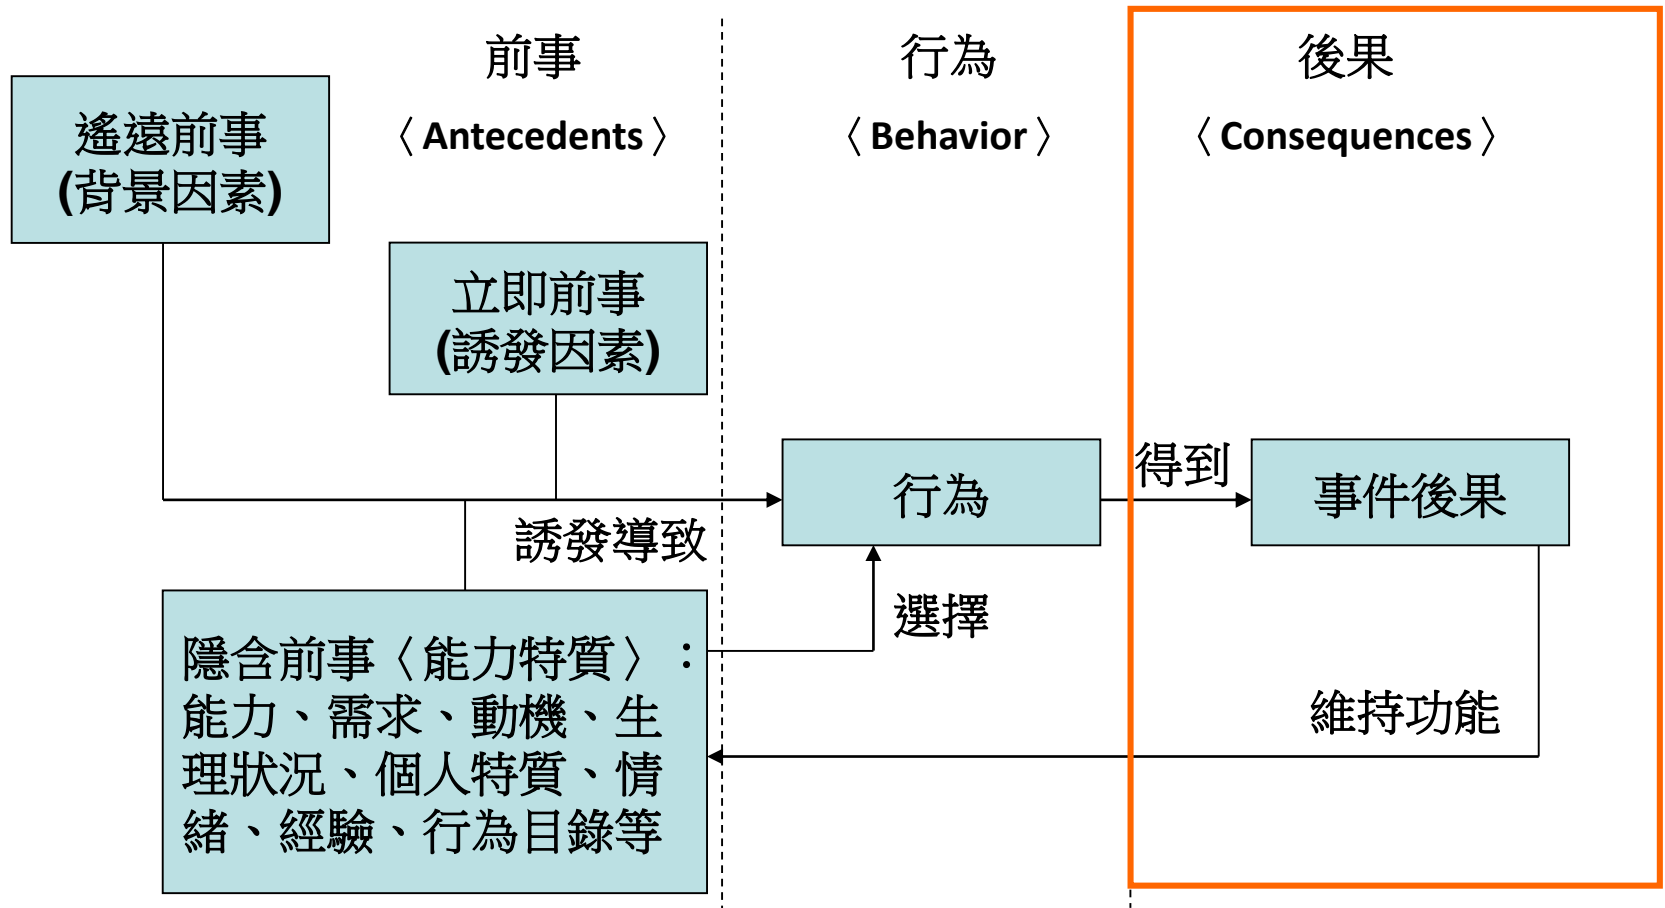 前事
〈Antecedents〉
行為
〈Behavior〉
後果
〈Consequences〉
遙遠前事
(背景因素)
立即前事
(誘發因素)
誘發導致
行為
得到
事件後果
選擇
隱含前事〈能力特質〉：
能力、需求、動機、生
理狀況、個人特質、情
緒、經驗、行為目錄等
維持功能